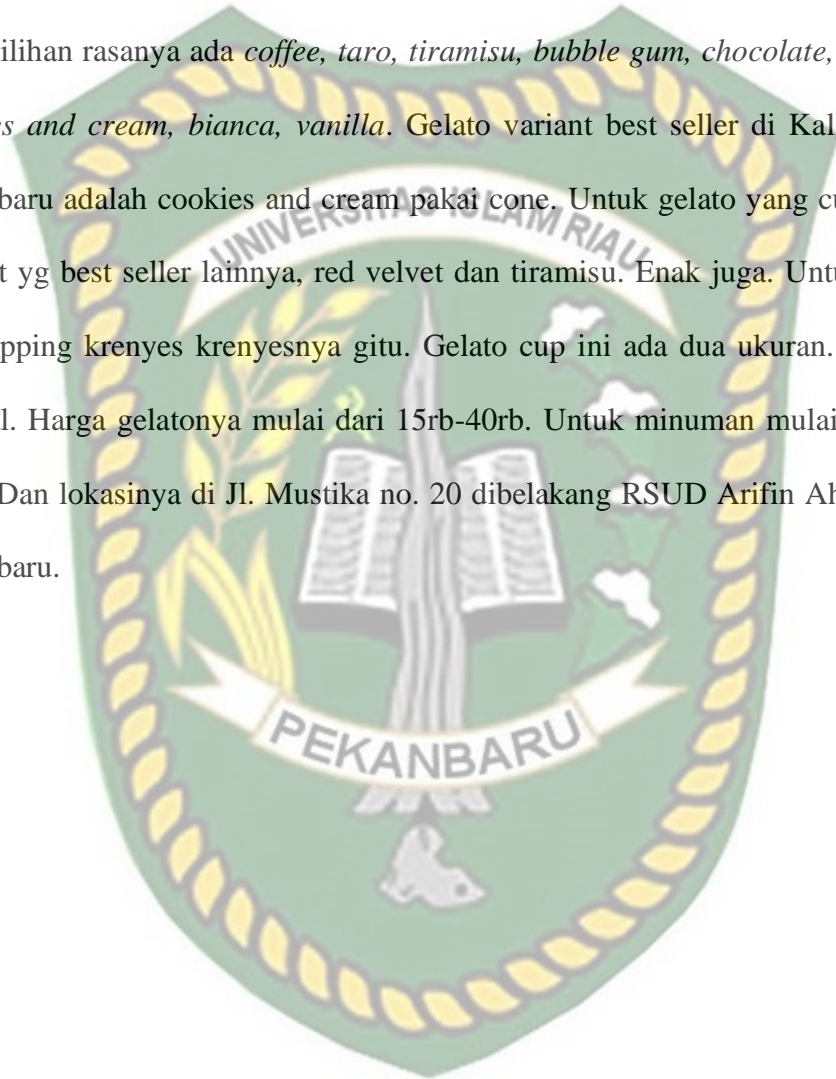 ilihan rasanya ada coffee, taro, tiramisu, bubble gum, chocolate,
es and cream, bianca, vanilla. Gelato variant best seller di Kal
baru adalah cookies and cream pakai cone. Untuk gelato yang cu
UNIVERSITAS ISLAM RIAU
t yg best seller lainnya, red velvet dan tiramisu. Enak juga. Untu
pping krenyes krenyesnya gitu. Gelato cup ini ada dua ukuran.
l. Harga gelatonya mulai dari 15rb-40rb. Untuk minuman mulai
Dan lokasinya di Jl. Mustika no. 20 dibelakang RSUD Arifin Ah
baru.
PEKANBARU